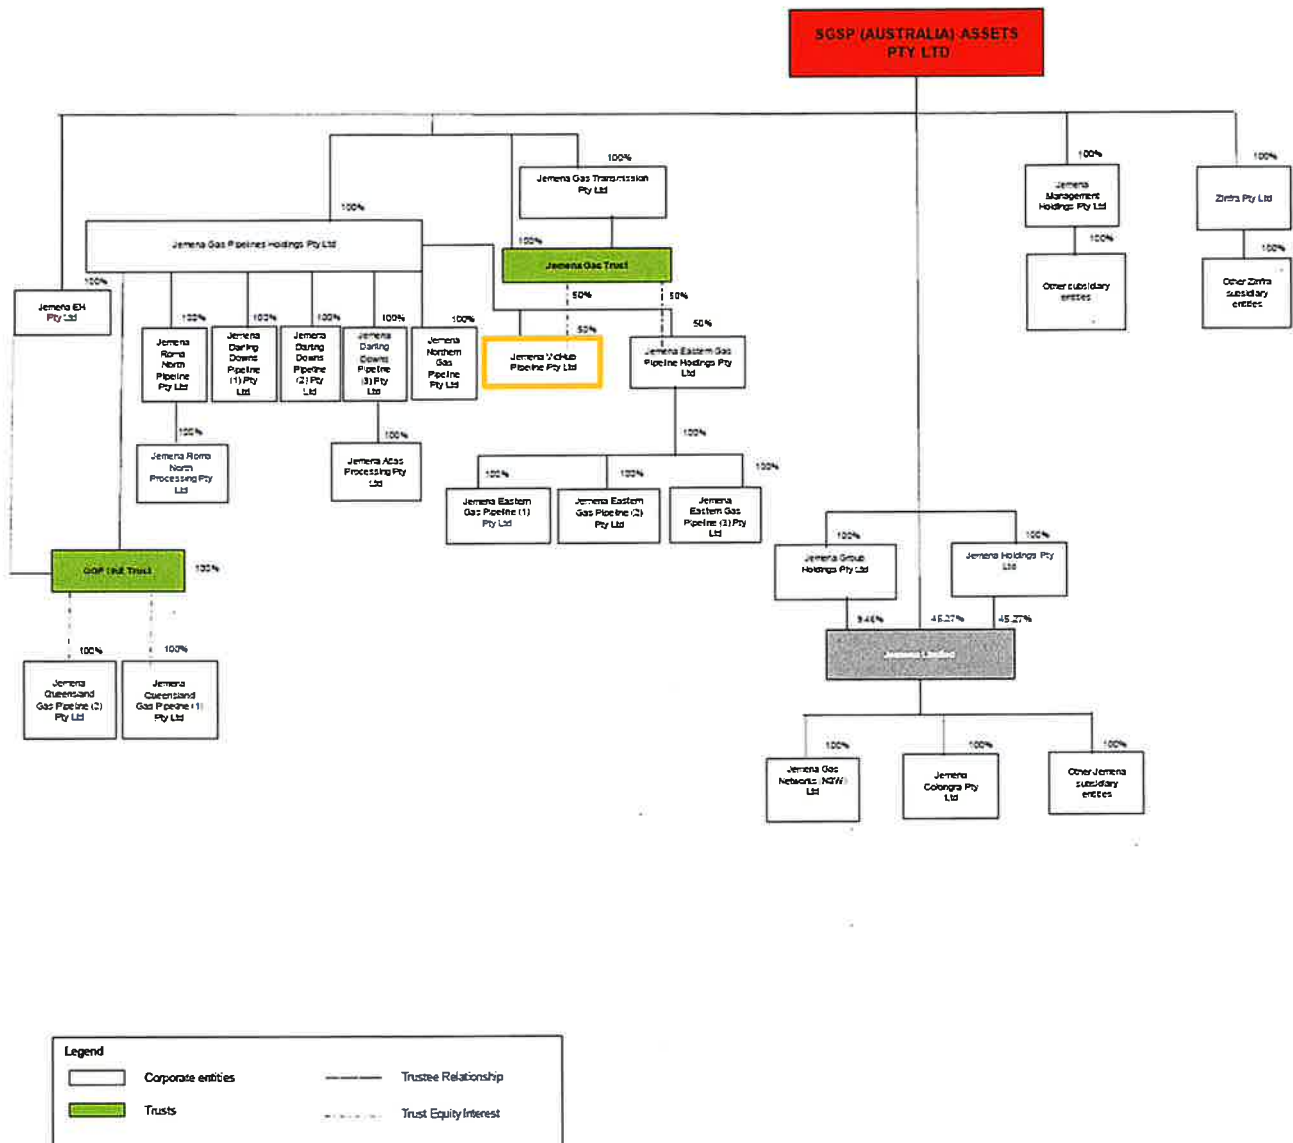 SGSP (AUSTRALIA) ASSETS
PTY LTD
100%
Jemena Gas Transmission
Pty Ltd
100%
Jemena
Management
Holdings Pty Ltd
100%
Zinfra Pty Ltd
100%
Jemena Gas Pipelines Holdings Pty Ltd
100%
Jemena Gas Trust
100%
Other subsidiary
entities
100%
Other Zinfra
subsidiary
entities
100%
Jemena EH
Pty Ltd
50%
50%
100%
Jemena
Roma
North
Pipeline
Pty Ltd
100%
Jemena
Darling
Downs
Pipeline
(1) Pty
Ltd
100%
Jemena
Darling
Downs
Pipeline
(2) Pty
Ltd
100%
Jemena
Darling
Downs
Pipeline
(3) Pty
Ltd
100%
Jemena
Northern
Gas
Pipeline
Pty Ltd
50%
Jemena VicHub
Pipeline Pty Ltd
50%
Jemena Eastern Gas
Pipeline Holdings Pty
Ltd
100%
Jemena Roma
North
Processing Pty
Ltd
100%
Jemena Atlas
Processing Pty
Ltd
100%
100%
Jemena Eastern
Gas Pipeline (1)
Pty Ltd
100%
Jemena Eastern
Gas Pipeline (2)
Pty Ltd
100%
Jemena
Eastern Gas
Pipeline (3) Pty
Ltd
Trust
100%
100%
Jemena Group
Holdings Pty Ltd
100%
Jemena Holdings Pty
Ltd
9.46%
45.27%
45.27%
Jemena Limited
100%
Jemena
Queensland
Gas Pipeline (2)
Pty Ltd
100%
Jemena
Queensland
Gas Pipeline (1)
Pty Ltd
100%
Jemena Gas
Networks (NSW)
Ltd
100%
Jemena
Colongra Pty
Ltd
100%
Other Jemena
subsidiary
entities
Legend
Corporate entities
Trustee Relationship
Trusts
Trust Equity Interest